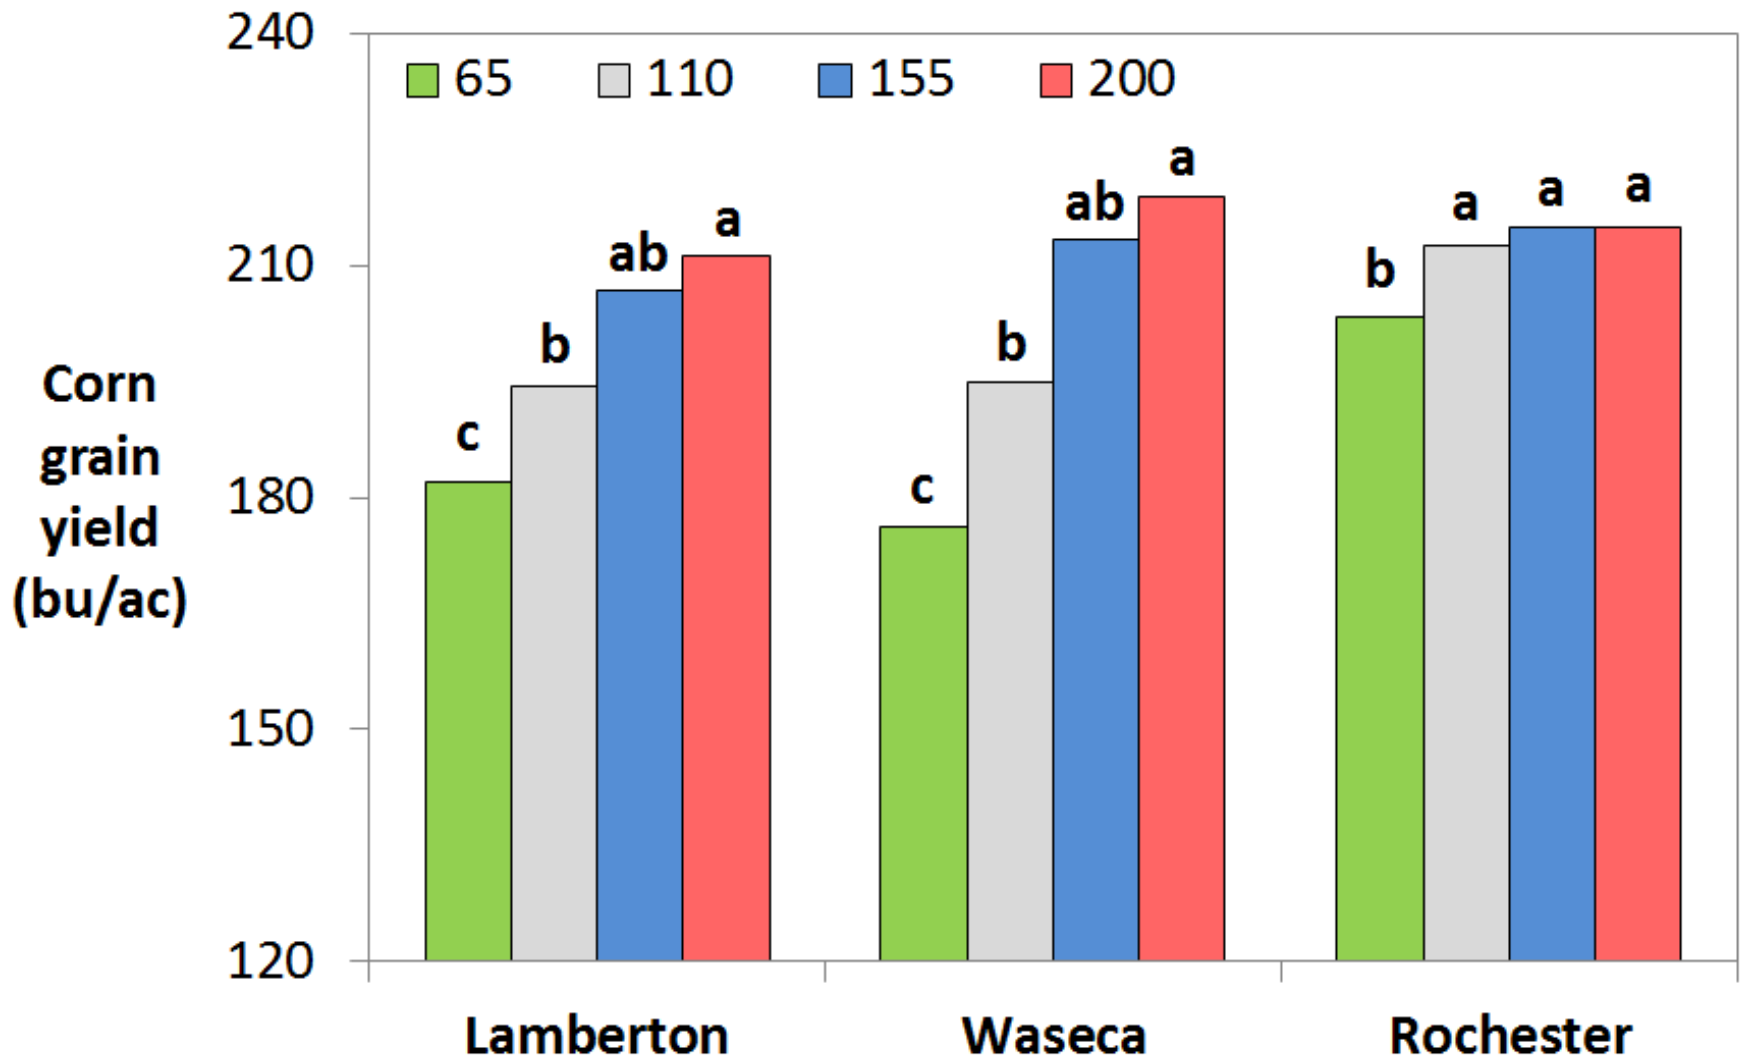 240
65 110 155 200
210
180
150
120
Corn
grain
yield
(bu/ac)
c b ab a
c b ab a
b a a a
Lamberton Waseca Rochester